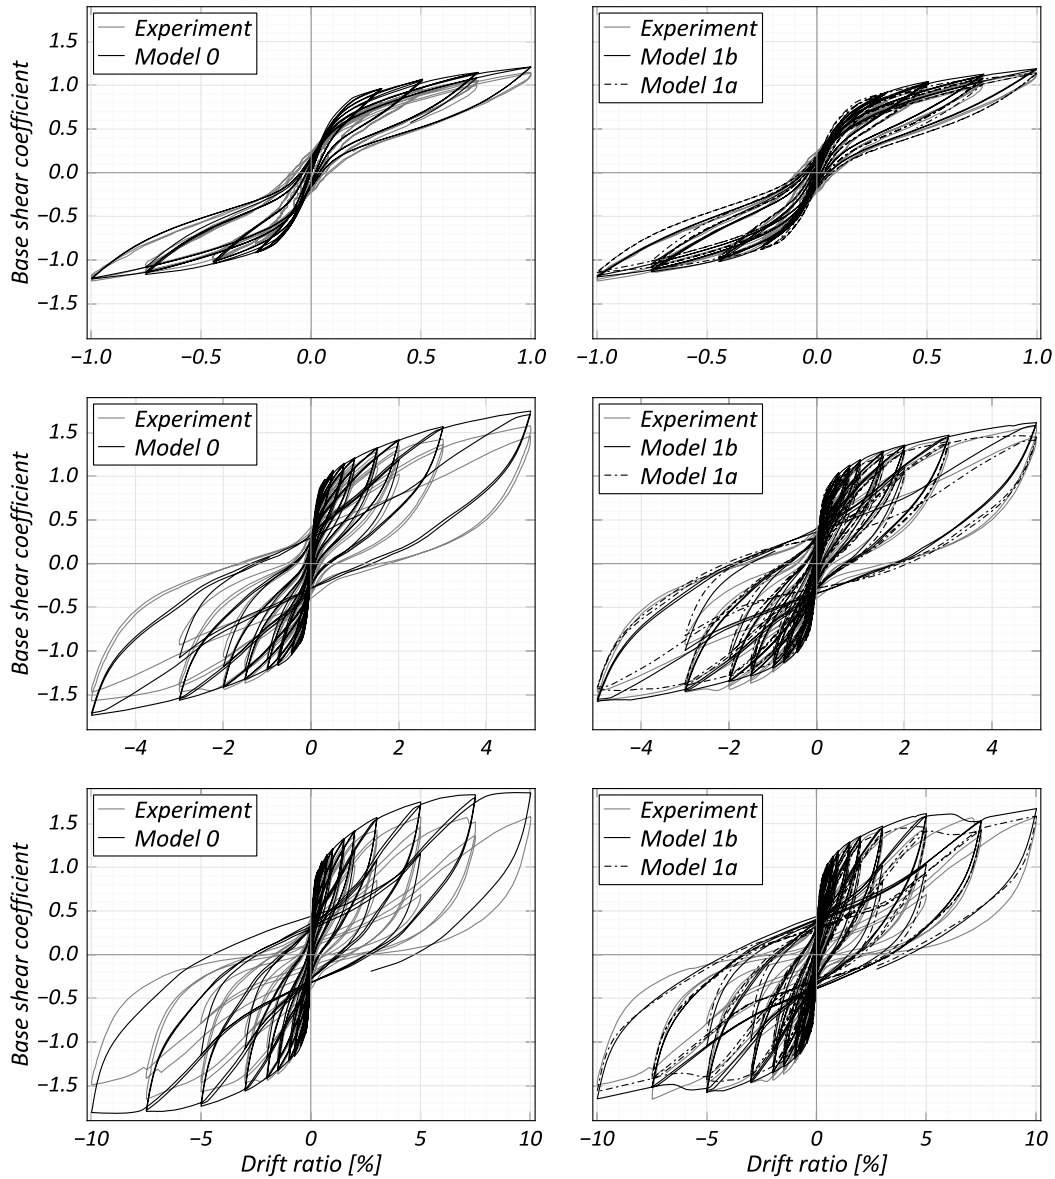 Base shear coefficient
Experiment
Model 0
1.5
1.0
0.5
0.0
−0.5
−1.0
−1.5
−1.0 −0.5 0.0 0.5 1.0
Experiment
Model 1b
Model 1a
−1.0 −0.5 0.0 0.5 1.0
Base shear coefficient
Experiment
Model 0
1.5
1.0
0.5
0.0
−0.5
−1.0
−1.5
−4 −2 0 2 4
Experiment
Model 1b
Model 1a
−4 −2 0 2 4
Base shear coefficient
Experiment
Model 0
1.5
1.0
0.5
0.0
−0.5
−1.0
−1.5
−10 −5 0 5 10
Drift ratio [%]
Experiment
Model 1b
Model 1a
−10 −5 0 5 10
Drift ratio [%]